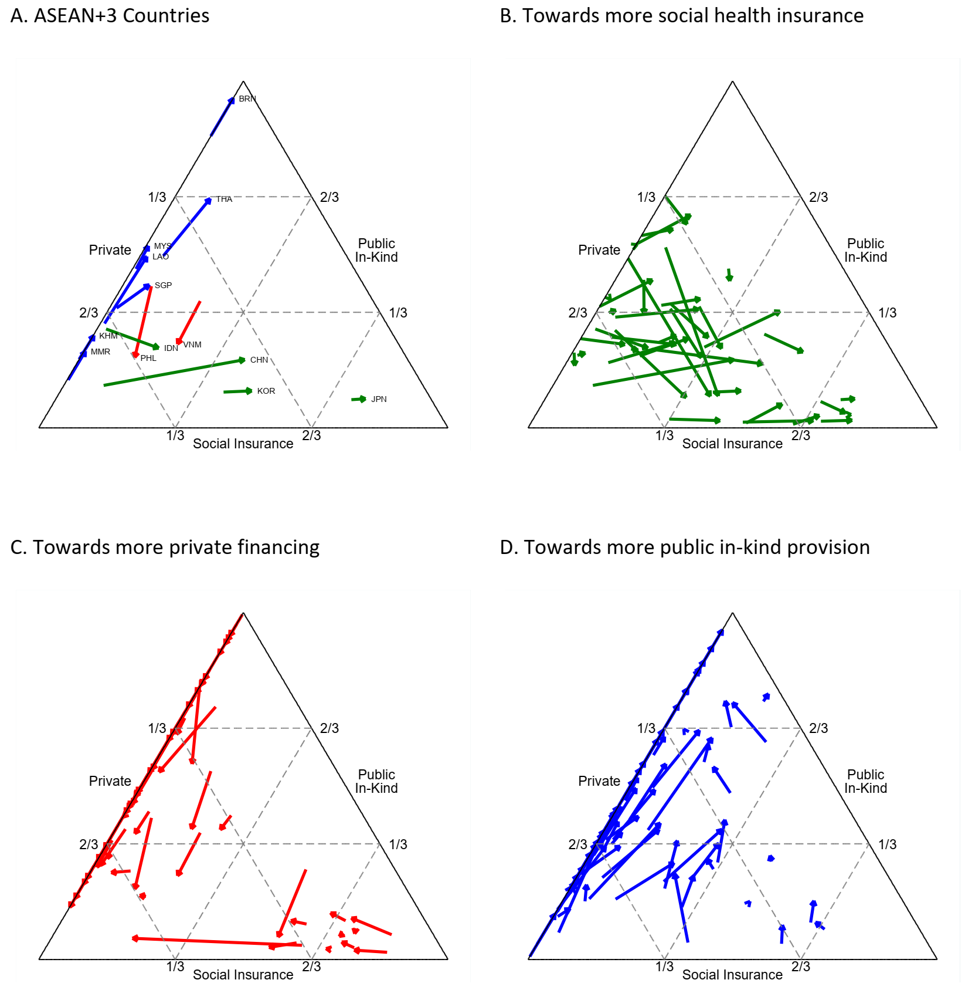 A. ASEAN+3 Countries
BRN
1/3
THA
2/3
MYS
Private
LAO
Public
In-Kind
SGP
2/3
1/3
KHM
MMR
IDN
VNM
PHL
CHN
KOR
JPN
1/3
2/3
Social Insurance
B. Towards more social health insurance
1/3
2/3
Private
Public
In-Kind
2/3
1/3
1/3
2/3
Social Insurance
C. Towards more private financing
1/3
2/3
Private
Public
In-Kind
2/3
1/3
1/3
2/3
Social Insurance
D. Towards more public in-kind provision
1/3
2/3
Private
Public
In-Kind
2/3
1/3
1/3
2/3
Social Insurance